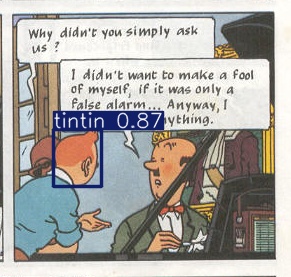 Why didn't you simply ask
us ?
I didn't want to make a fool
of myself, if it was only a
false alarm... Anyway, I
tintin 0.87
ything.